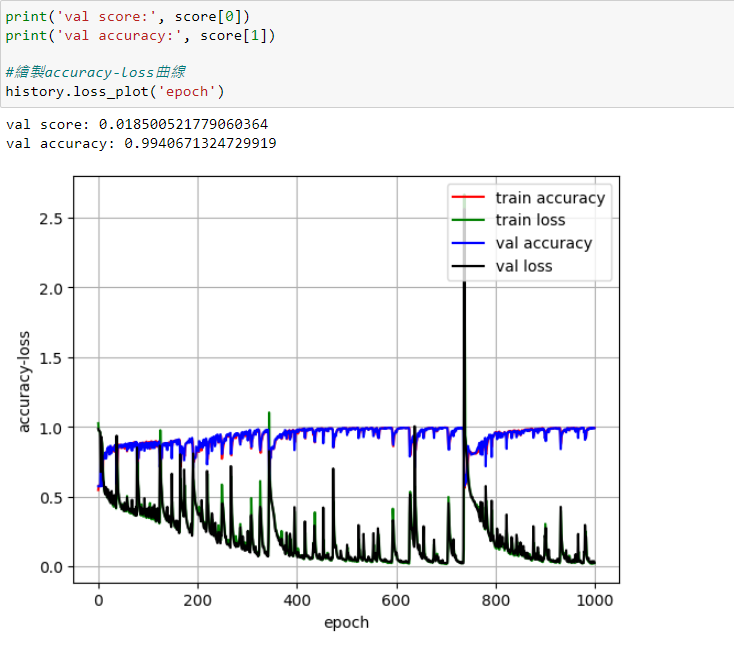 print('val score:', score[0])
print('val accuracy:', score[1])
#繪製accuracy-loss曲線
history.loss_plot('epoch')
val score: 0.018500521779060364
val accuracy: 0.9940671324729919
train accuracy
train loss
val accuracy
val loss
2.5
2.0
1.5
1.0
0.5
0.0
accuracy-loss
0 200 400 600 800 1000
epoch